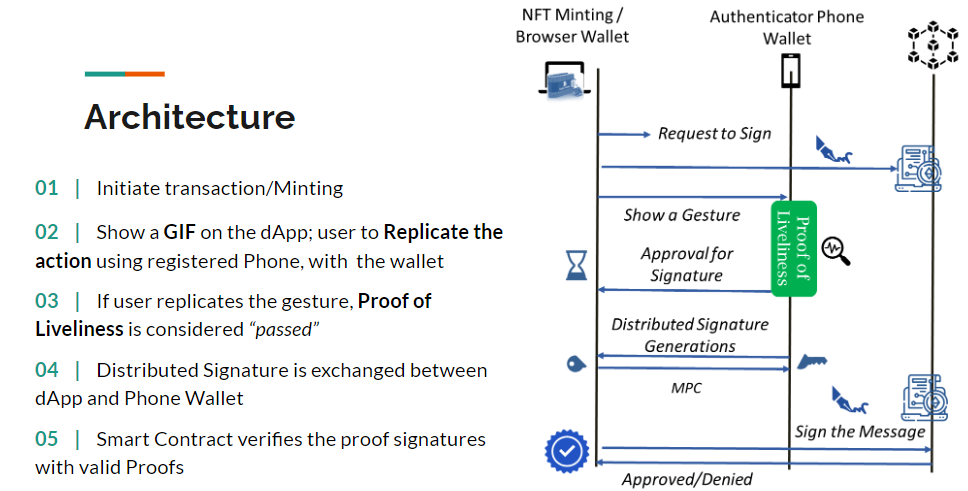 Architecture
01 | Initiate transaction/Minting
02 | Show a GIF on the dApp; user to Replicate the
action using registered Phone, with the wallet
03 | If user replicates the gesture, Proof of
Liveliness is considered “passed”
04 | Distributed Signature is exchanged between
dApp and Phone Wallet
05 | Smart Contract verifies the proof signatures
with valid Proofs
NFT Minting /
Browser Wallet
Authenticator Phone
Wallet
Request to Sign
Show a Gesture
Proof of
Liveliness
Approval for
Signature
Distributed Signature
Generations
MPC
Sign the Message
Approved/Denied